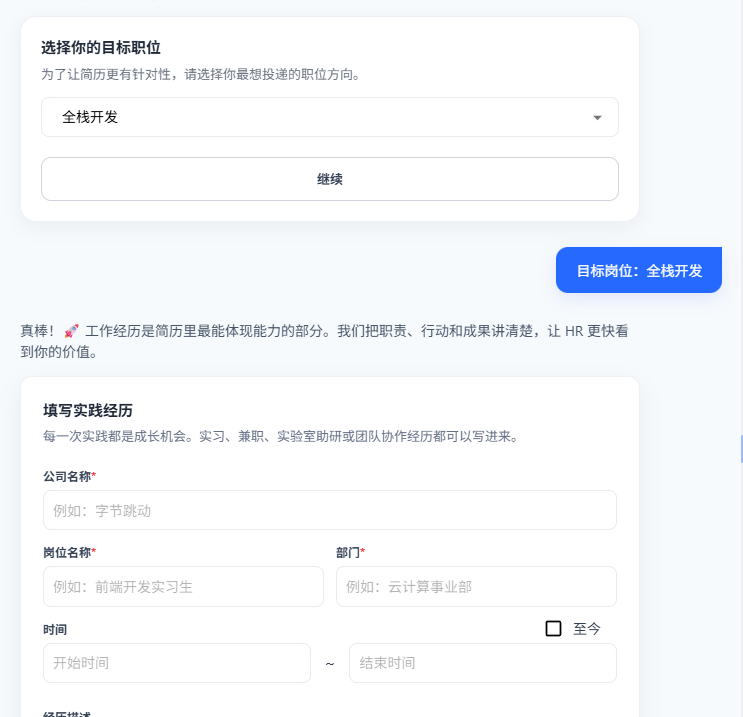 选择你的目标职位
为了让简历更有针对性，请选择你最想投递的职位方向。
全栈开发
继续
目标岗位：全栈开发
真棒！🚀 工作经历是简历里最能体现能力的部分。我们把职责、行动和成果讲清楚，让 HR 更快看
到你的价值。
填写实践经历
每一次实践都是成长机会。实习、兼职、实验室助研或团队协作经历都可以写进来。
公司名称*
例如：字节跳动
岗位名称* 部门*
例如：前端开发实习生 例如：云计算事业部
时间 至今
开始时间 ~ 结束时间
经历描述